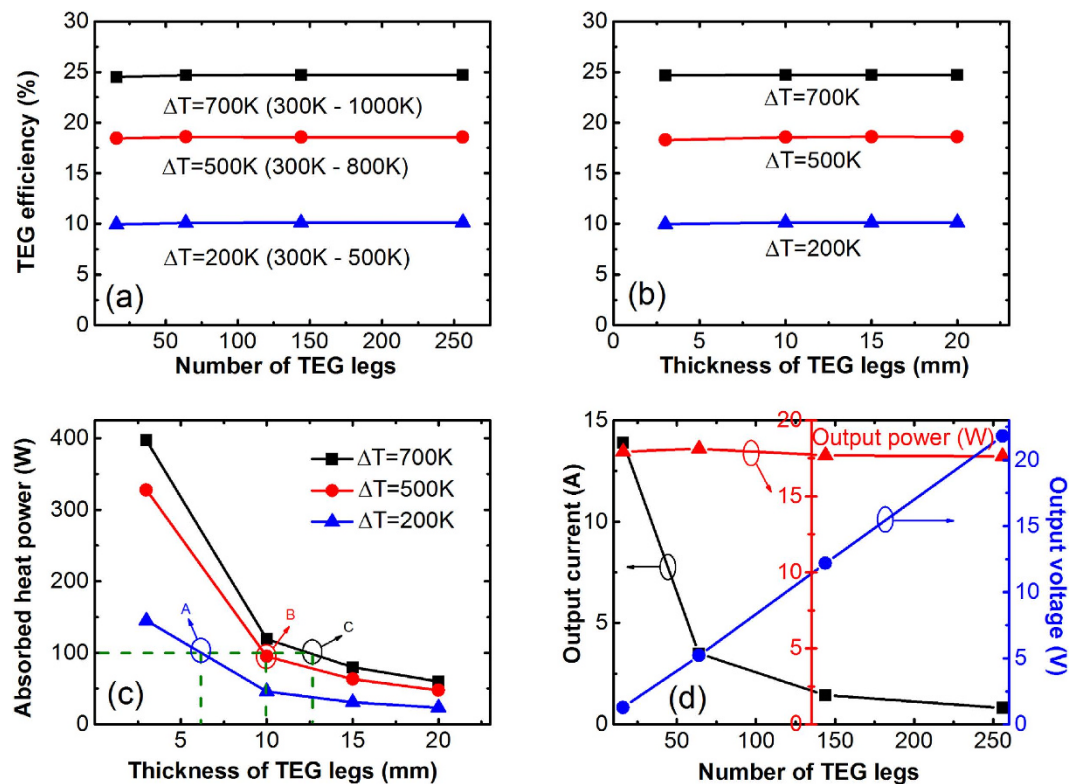 30
25
20
15
10
5
0
TEG efficiency (%)
ΔT=700K (300K - 1000K)
ΔT=500K (300K - 800K)
ΔT=200K (300K - 500K)
(a)
50 100 150 200 250
Number of TEG legs
30
25
20
15
10
5
0
ΔT=700K
ΔT=500K
ΔT=200K
(b)
0 5 10 15 20
Thickness of TEG legs (mm)
400
300
200
100
0
Absorbed heat power (W)
ΔT=700K
ΔT=500K
ΔT=200K
A
B
C
(c)
5 10 15 20
Thickness of TEG legs (mm)
15
10
5
0
Output current (A)
20
15
10
5
0
Output power (W)
20
15
10
5
0
Output voltage (V)
(d)
50 100 150 200 250
Number of TEG legs